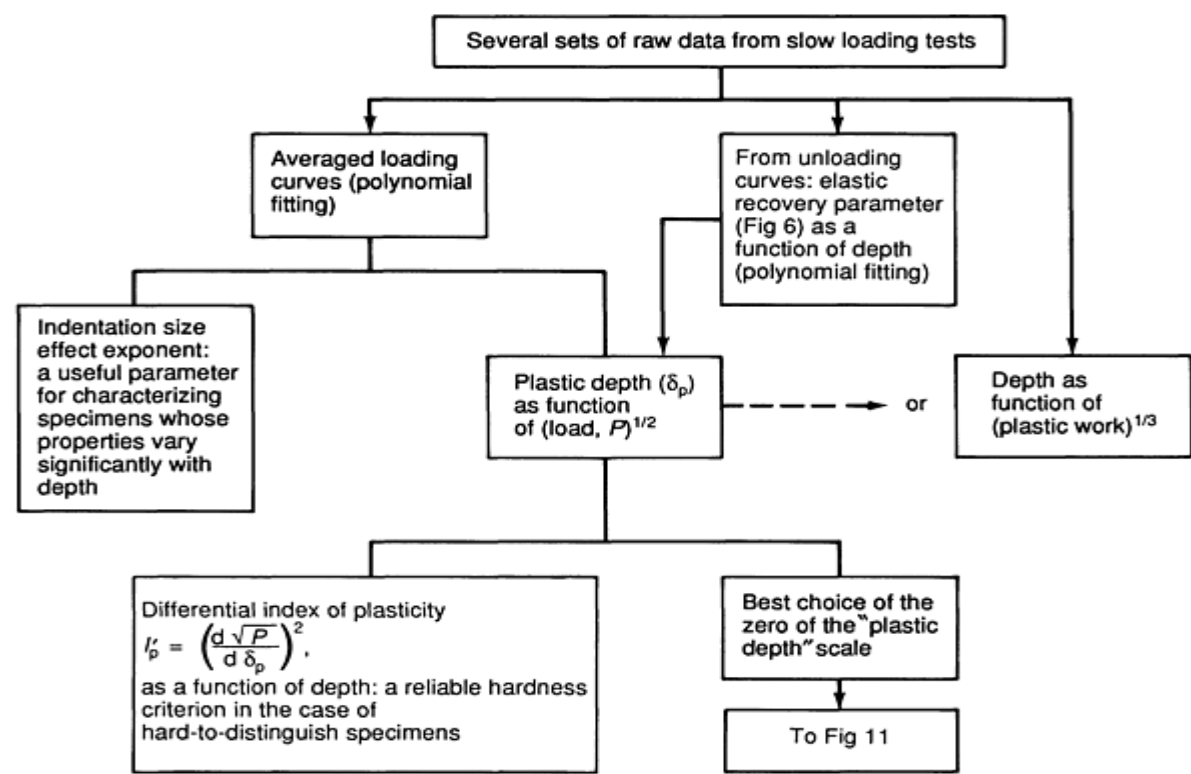 Several sets of raw data from slow loading tests
Averaged loading
curves (polynomial
fitting)
From unloading
curves: elastic
recovery parameter
(Fig 6) as a
function of depth
(polynomial fitting)
Indentation size
effect exponent:
a useful parameter
for characterizing
specimens whose
properties vary
significantly with
depth
Plastic depth (δₚ)
as function
of (load, P)^1/2
or
Depth as
function of
(plastic work)^1/3
Differential index of plasticity
I′ₚ = (d √P / d δₚ)²,
as a function of depth: a reliable hardness
criterion in the case of
hard-to-distinguish specimens
Best choice of the
zero of the "plastic
depth" scale
To Fig 11